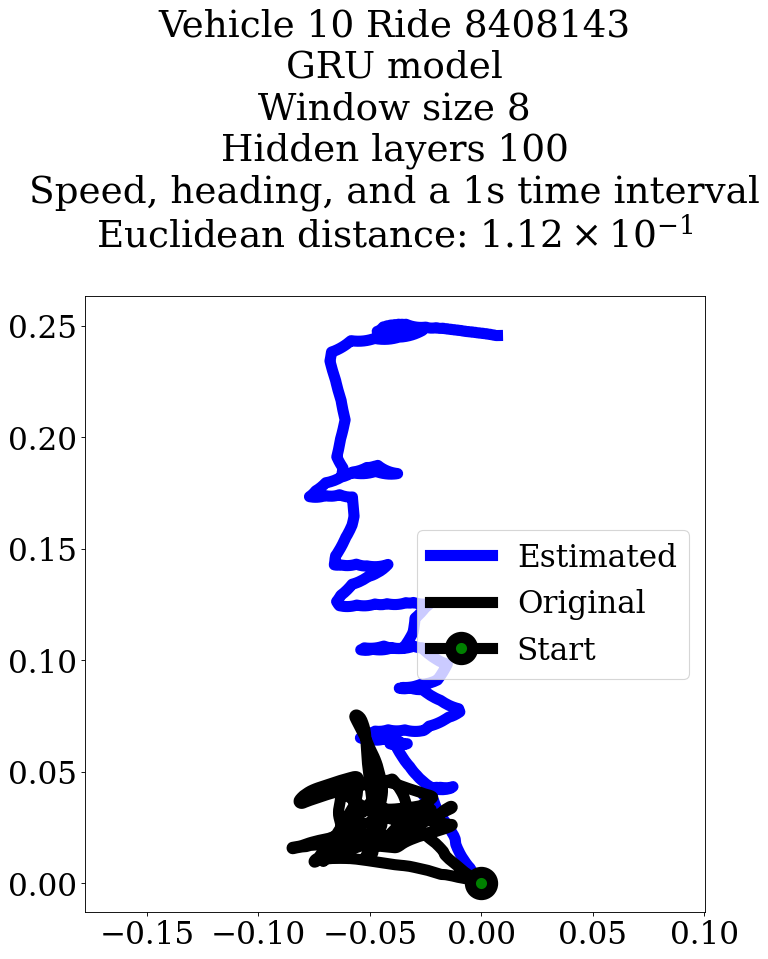 Vehicle 10 Ride 8408143
GRU model
Window size 8
Hidden layers 100
Speed, heading, and a 1s time interval
Euclidean distance: 1.12 × 10⁻¹
0.25
0.20
0.15
0.10
0.05
0.00
Estimated
Original
Start
−0.15 −0.10 −0.05 0.00 0.05 0.10